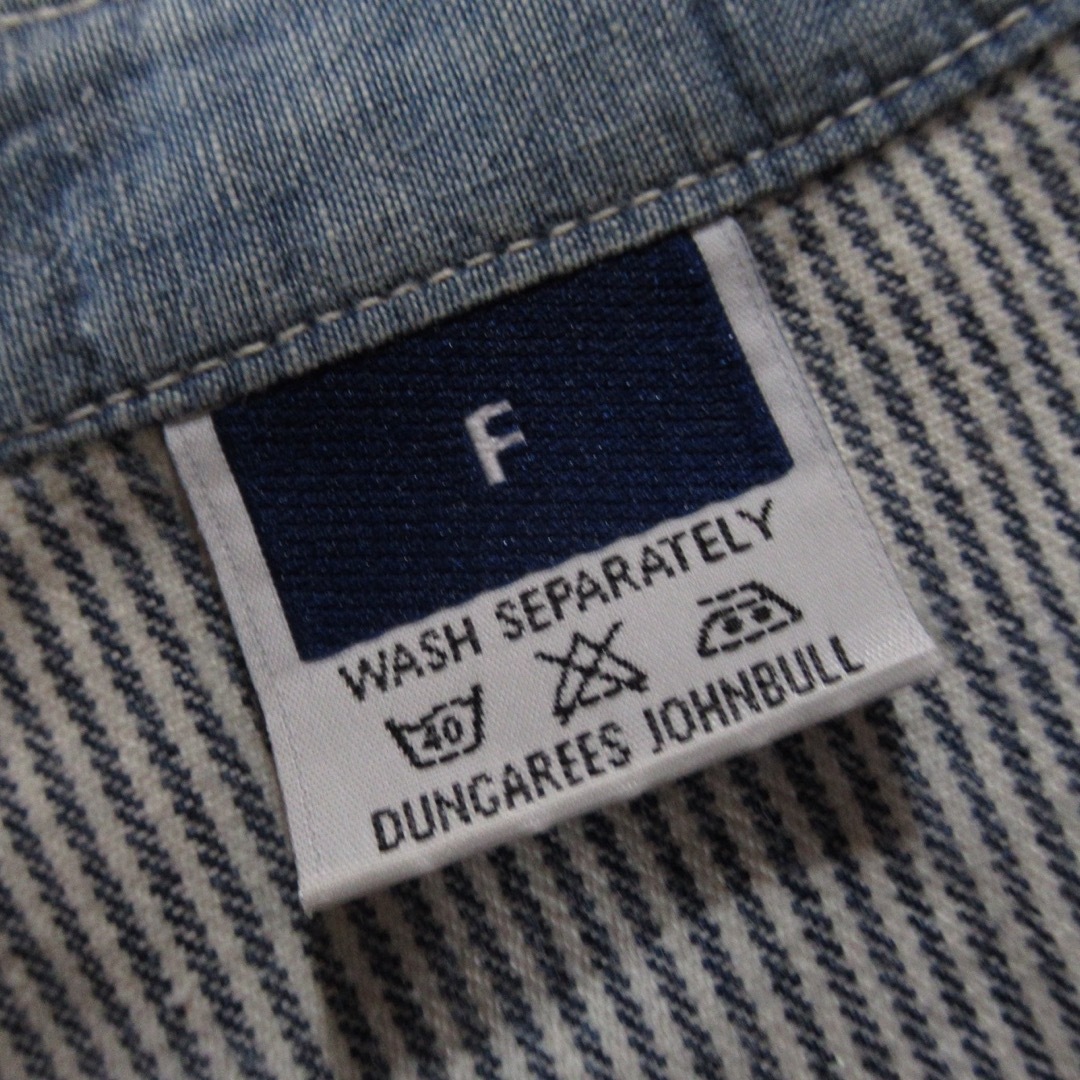 F
WASH SEPARATELY
40
DUNGAREES JOHNBULL